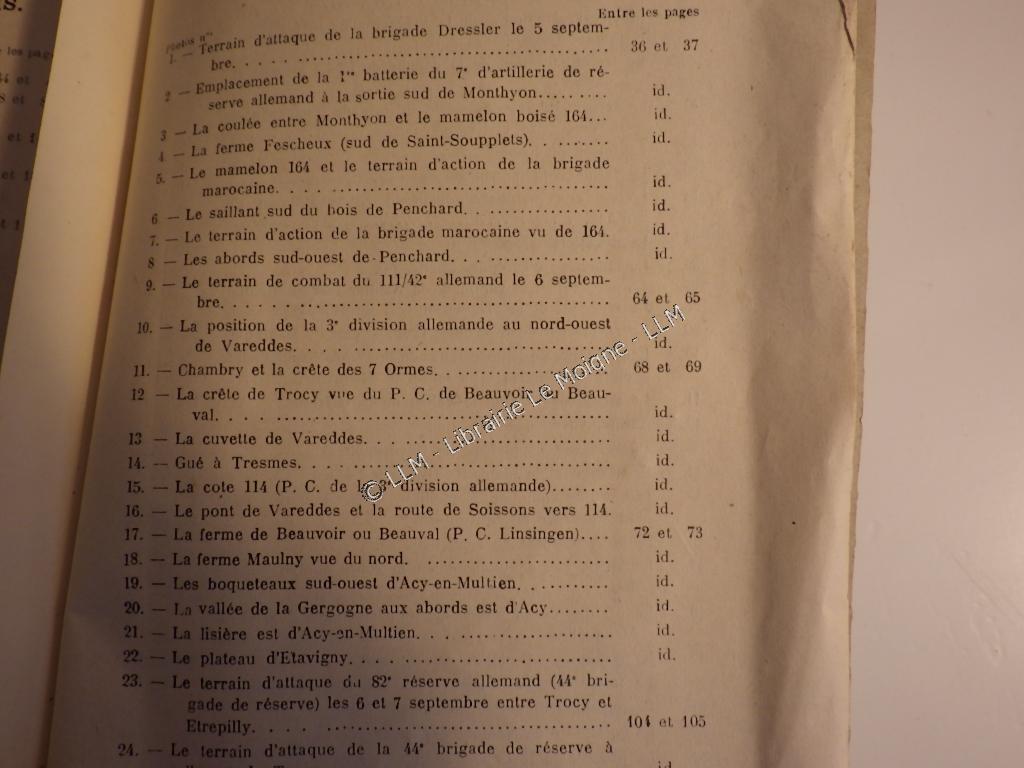 Entre les pages
Photos nos
1. — Terrain d'attaque de la brigade Dressler le 5 septem-
bre. . . . . . . 36 et 37
2 — Emplacement de la 1re batterie du 7e d'artillerie de ré-
serve allemand à la sortie sud de Monthyon......... id.
3 — La coulée entre Monthyon et le mamelon boisé 164... id.
4 — La ferme Fescheux (sud de Saint-Soupplets). ........ id.
5. — Le mamelon 164 et le terrain d'action de la brigade
marocaine. . . . . . . id.
6 — Le saillant sud du bois de Penchard. . ............... id.
7. — Le terrain d'action de la brigade marocaine vu de 164. id.
8 — Les abords sud-ouest de Penchard. . . ............... id.
9. — Le terrain de combat du 111/42e allemand le 6 septem-
bre. . . . . . . 64 et 65
10. — La position de la 3e division allemande au nord-ouest
de Vareddes. . . . . . . id.
11. — Chambry et la crête des 7 Ormes. . . . . . . 68 et 69
12 — La crête de Trocy vue du P. C. de Beauvoir ou Beau-
val. . . . . . . id.
13 — La cuvette de Vareddes. . . . . . . id.
14. — Gué à Tresmes. . . . . . . id.
15. — La cote 114 (P. C. de la 3e division allemande)........ id.
16. — Le pont de Vareddes et la route de Soissons vers 114. id.
17. — La ferme de Beauvoir ou Beauval (P. C. Linsingen).... 72 et 73
18. — La ferme Maulny vue du nord. . . . . . . id.
19. — Les boqueteaux sud-ouest d'Acy-en-Multien. . ......... id.
20. — La vallée de la Gergogne aux abords est d'Acy........ id.
21. — La lisière est d'Acy-en-Multien. . . . . . . id.
22. — Le plateau d'Etavigny. . . . . . . id.
23. — Le terrain d'attaque du 82e réserve allemand (44e bri-
gade de réserve) les 6 et 7 septembre entre Trocy et
Etrepilly. . . . . . . 104 et 105
24. — Le terrain d'attaque de la 44e brigade de réserve à
id.
© LLM - Librairie Le Moigne - LLM